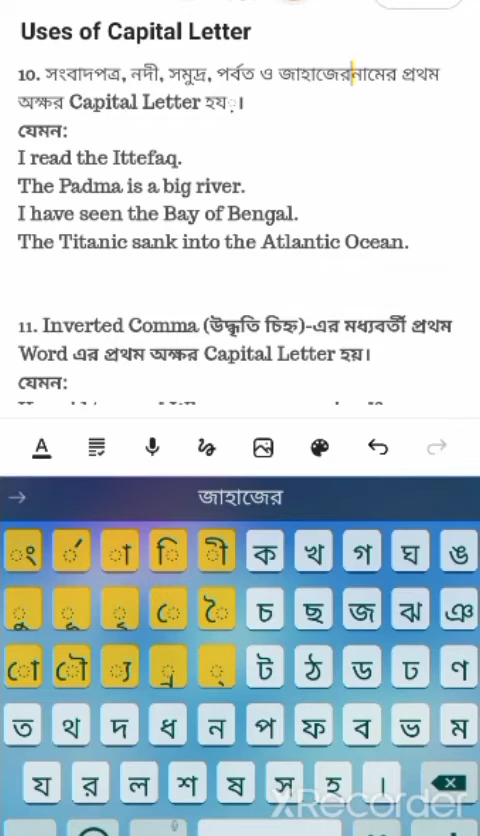 Uses of Capital Letter
10. সংবাদপত্র, নদী, সমুদ্র, পর্বত ও জাহাজেরনামের প্রথম
অক্ষর Capital Letter হয়।
যেমন:
I read the Ittefaq.
The Padma is a big river.
I have seen the Bay of Bengal.
The Titanic sank into the Atlantic Ocean.
11. Inverted Comma (উদ্ধৃতি চিহ্ন)-এর মধ্যবর্তী প্রথম
Word এর প্রথম অক্ষর Capital Letter হয়।
যেমন:
জাহাজের
ং ঁ া ি ী ক খ গ ঘ ঙ
ু ূ ৃ ে ৈ চ ছ জ ঝ ঞ
ো ৌ ্য ্র ্ ট ঠ ড ঢ ণ
ত থ দ ধ ন প ফ ব ভ ম
য র ল শ ষ স হ ।
XRecorder